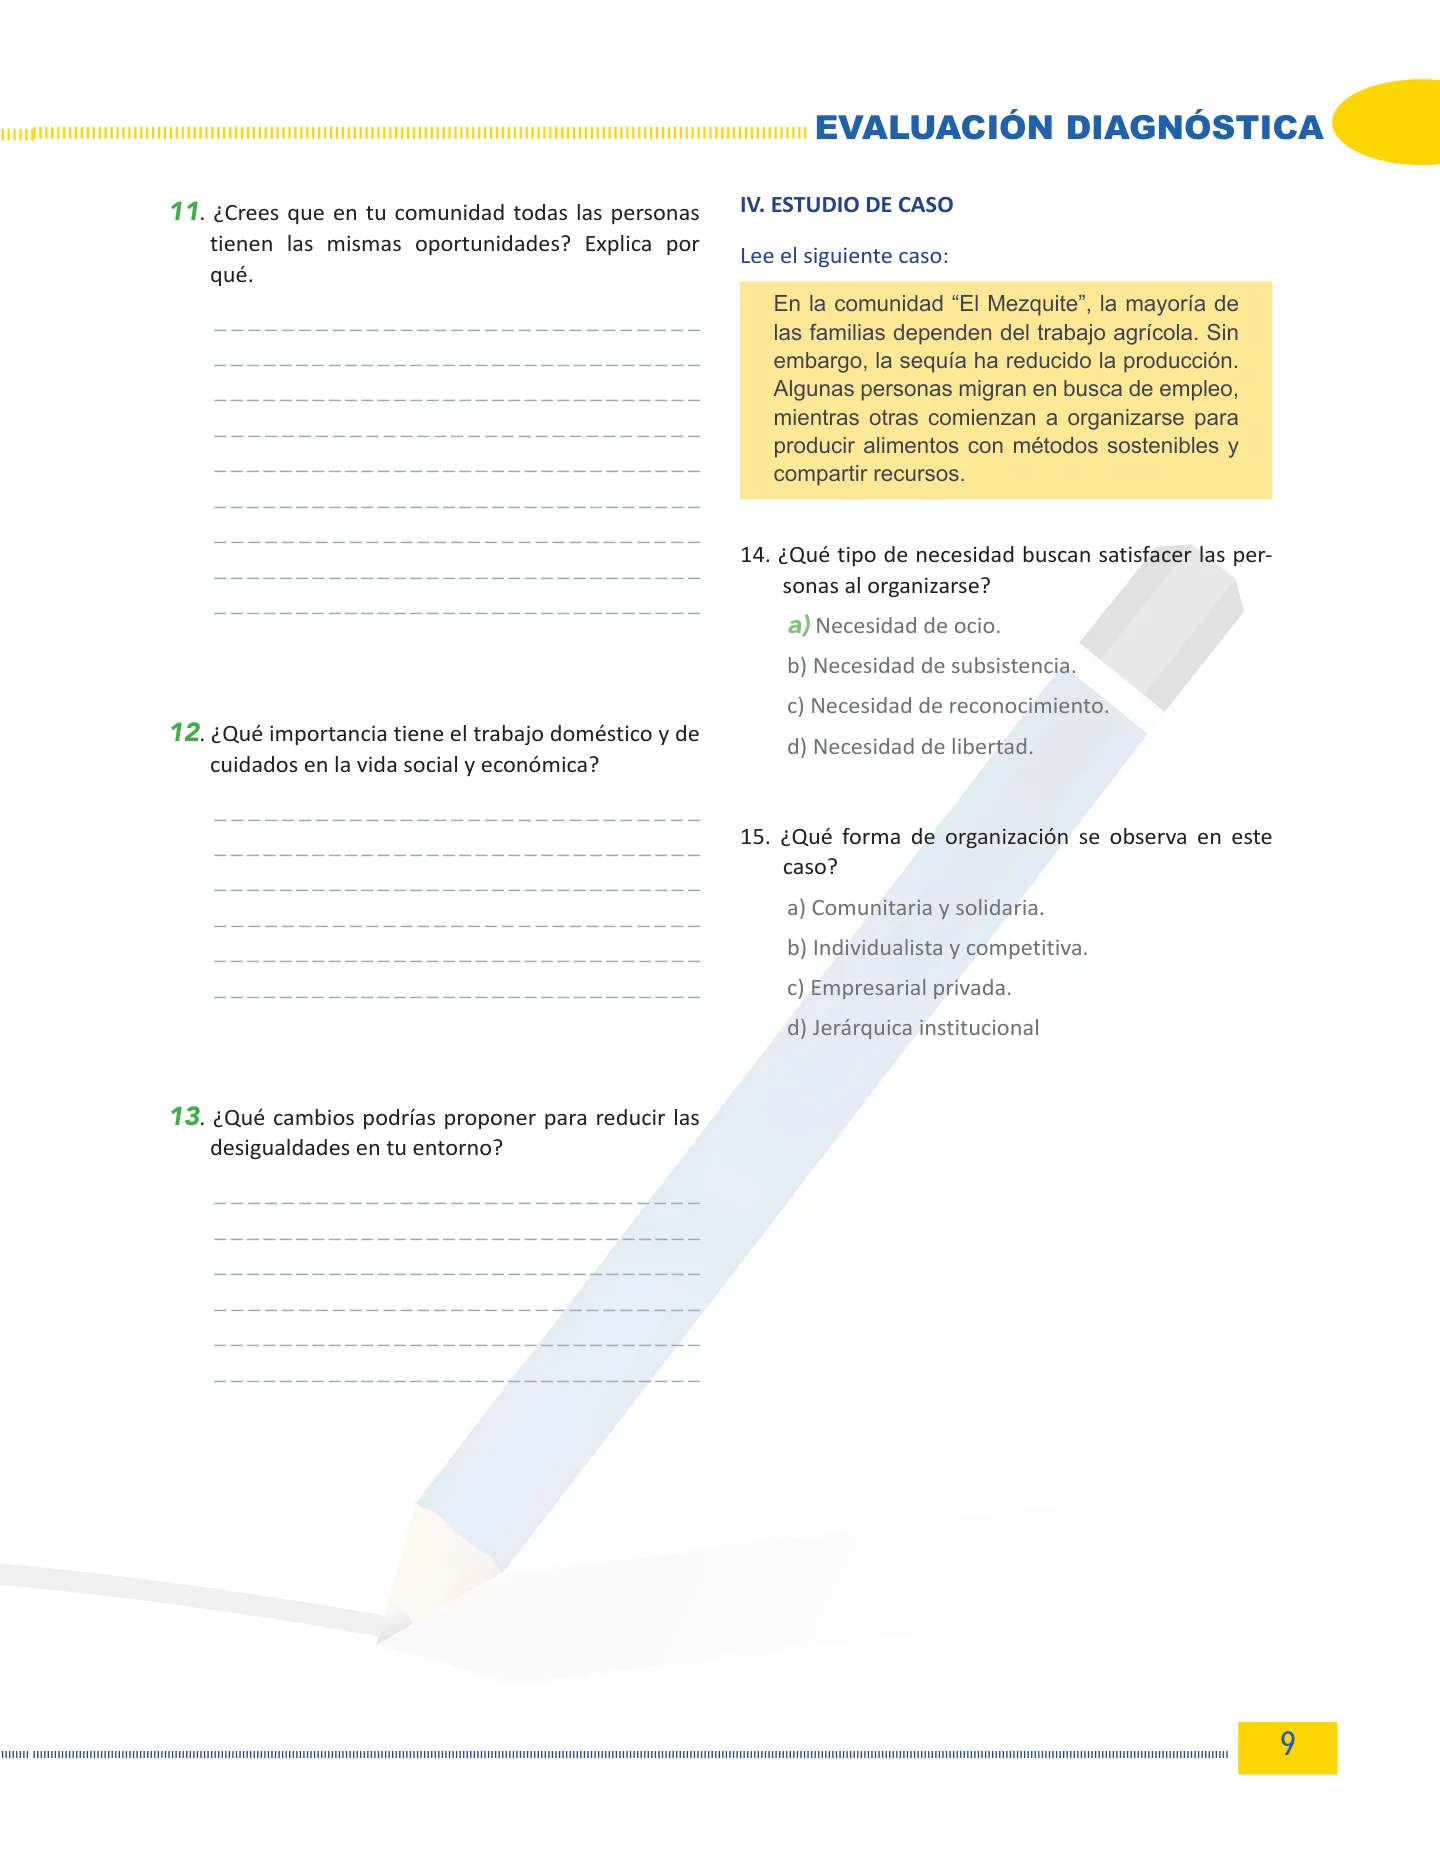 EVALUACIÓN DIAGNÓSTICA
11. ¿Crees que en tu comunidad todas las personas
tienen las mismas oportunidades? Explica por
qué.
12. ¿Qué importancia tiene el trabajo doméstico y de
cuidados en la vida social y económica?
13. ¿Qué cambios podrías proponer para reducir las
desigualdades en tu entorno?
IV. ESTUDIO DE CASO
Lee el siguiente caso:
En la comunidad “El Mezquite”, la mayoría de
las familias dependen del trabajo agrícola. Sin
embargo, la sequía ha reducido la producción.
Algunas personas migran en busca de empleo,
mientras otras comienzan a organizarse para
producir alimentos con métodos sostenibles y
compartir recursos.
14. ¿Qué tipo de necesidad buscan satisfacer las per-
sonas al organizarse?
a) Necesidad de ocio.
b) Necesidad de subsistencia.
c) Necesidad de reconocimiento.
d) Necesidad de libertad.
15. ¿Qué forma de organización se observa en este
caso?
a) Comunitaria y solidaria.
b) Individualista y competitiva.
c) Empresarial privada.
d) Jerárquica institucional
9